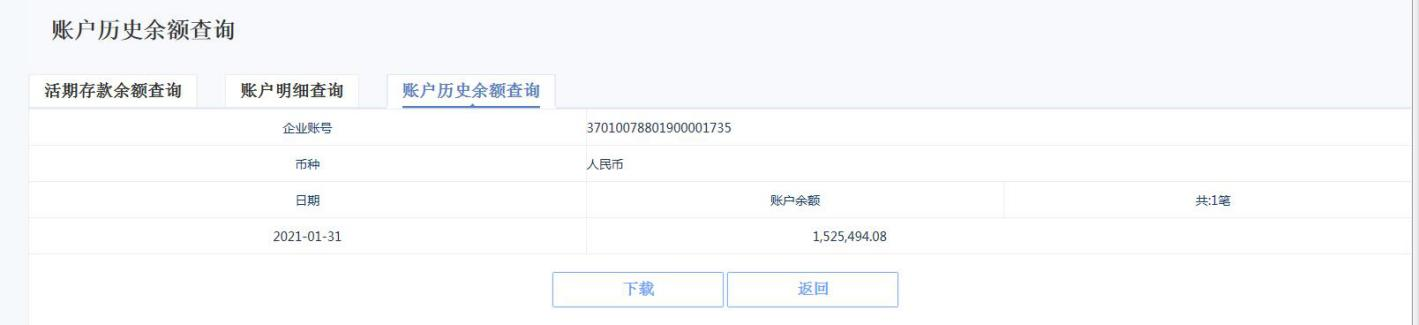 账户历史余额查询
活期存款余额查询 账户明细查询 账户历史余额查询
企业账号 37010078801900001735
币种 人民币
日期 账户余额 共:1笔
2021-01-31 1,525,494.08
下载 返回